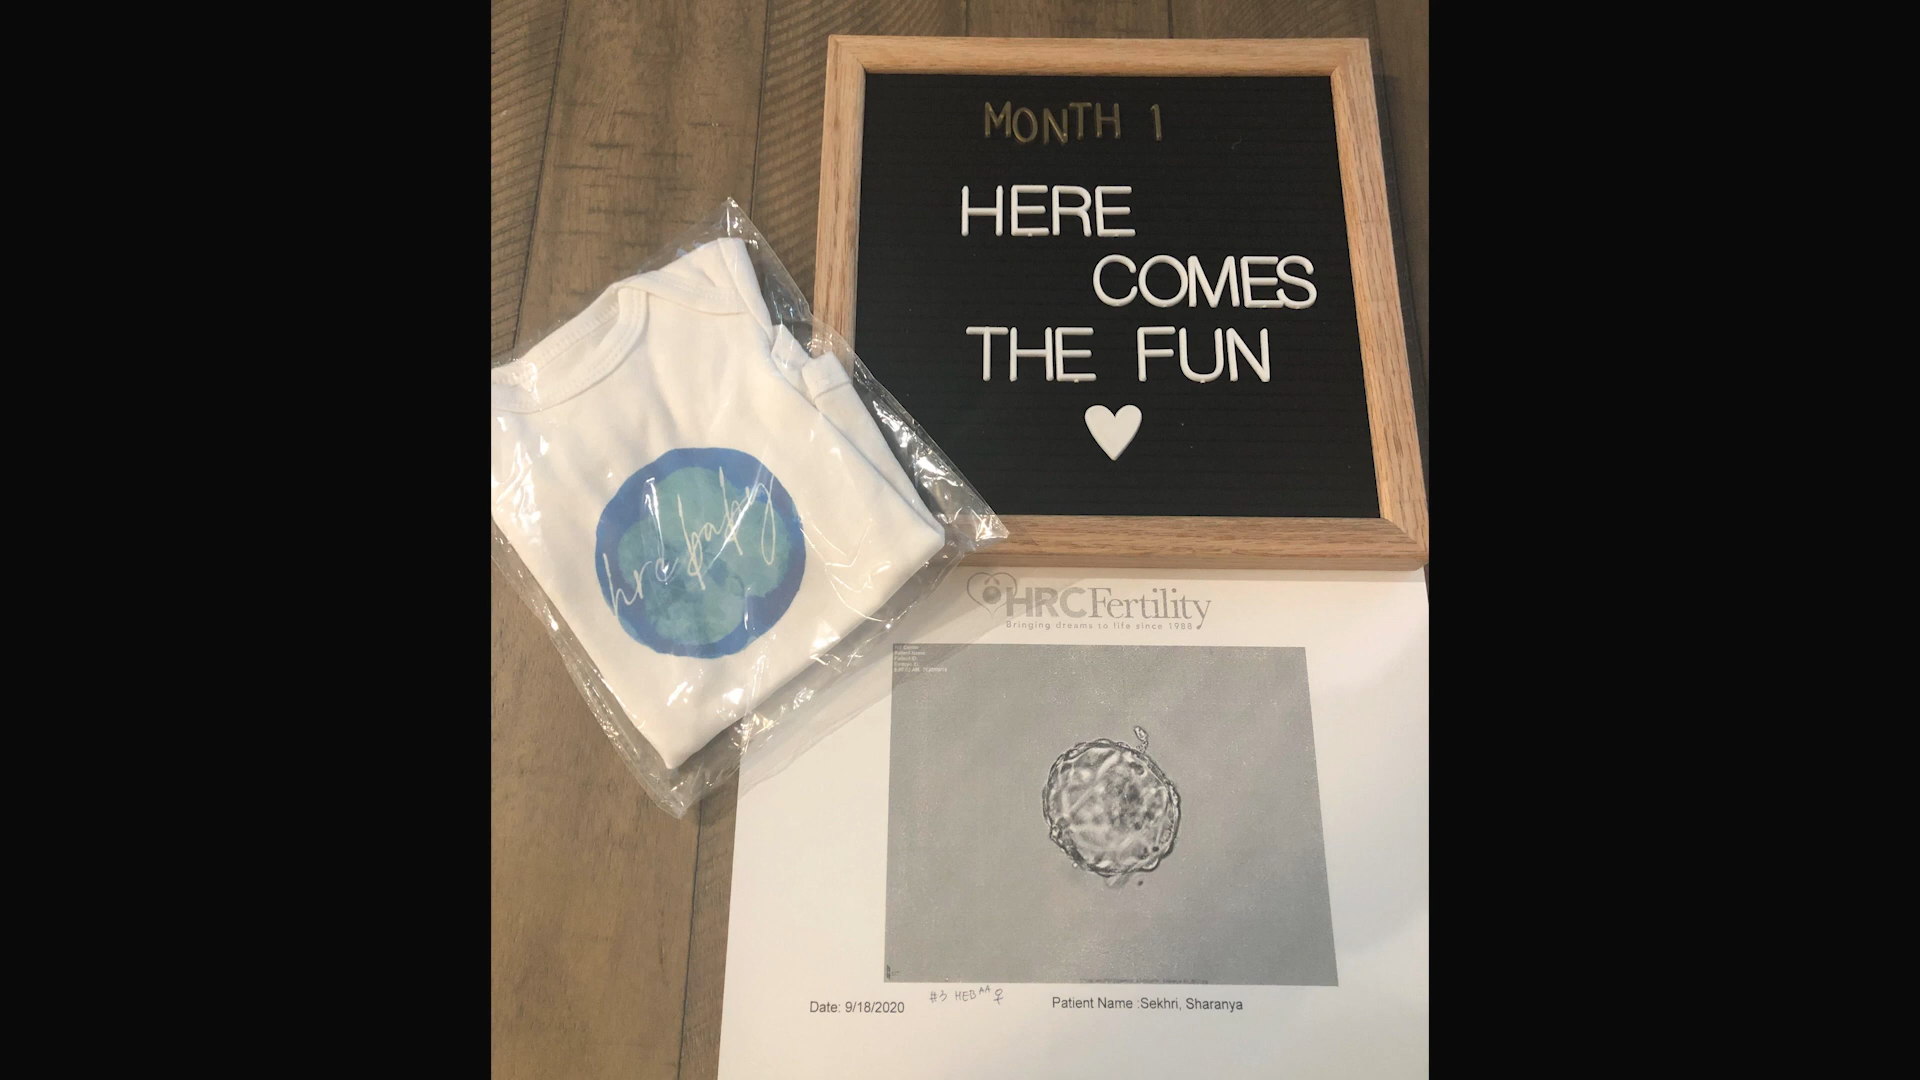 MONTH 1
HERE
COMES
THE FUN
hrc baby
HRCFertility
Bringing dreams to life since 1988
Date: 9/18/2020
#3 HEB AA ♀
Patient Name :Sekhri, Sharanya